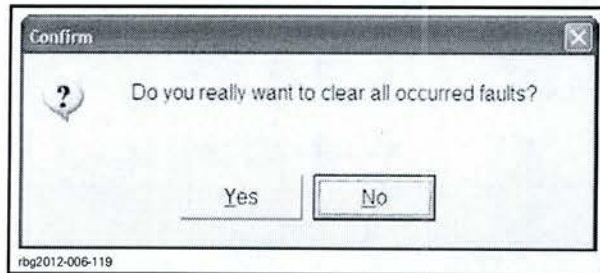 Confirm
?
Do you really want to clear all occurred faults?
Yes No
rbg2012-006-119